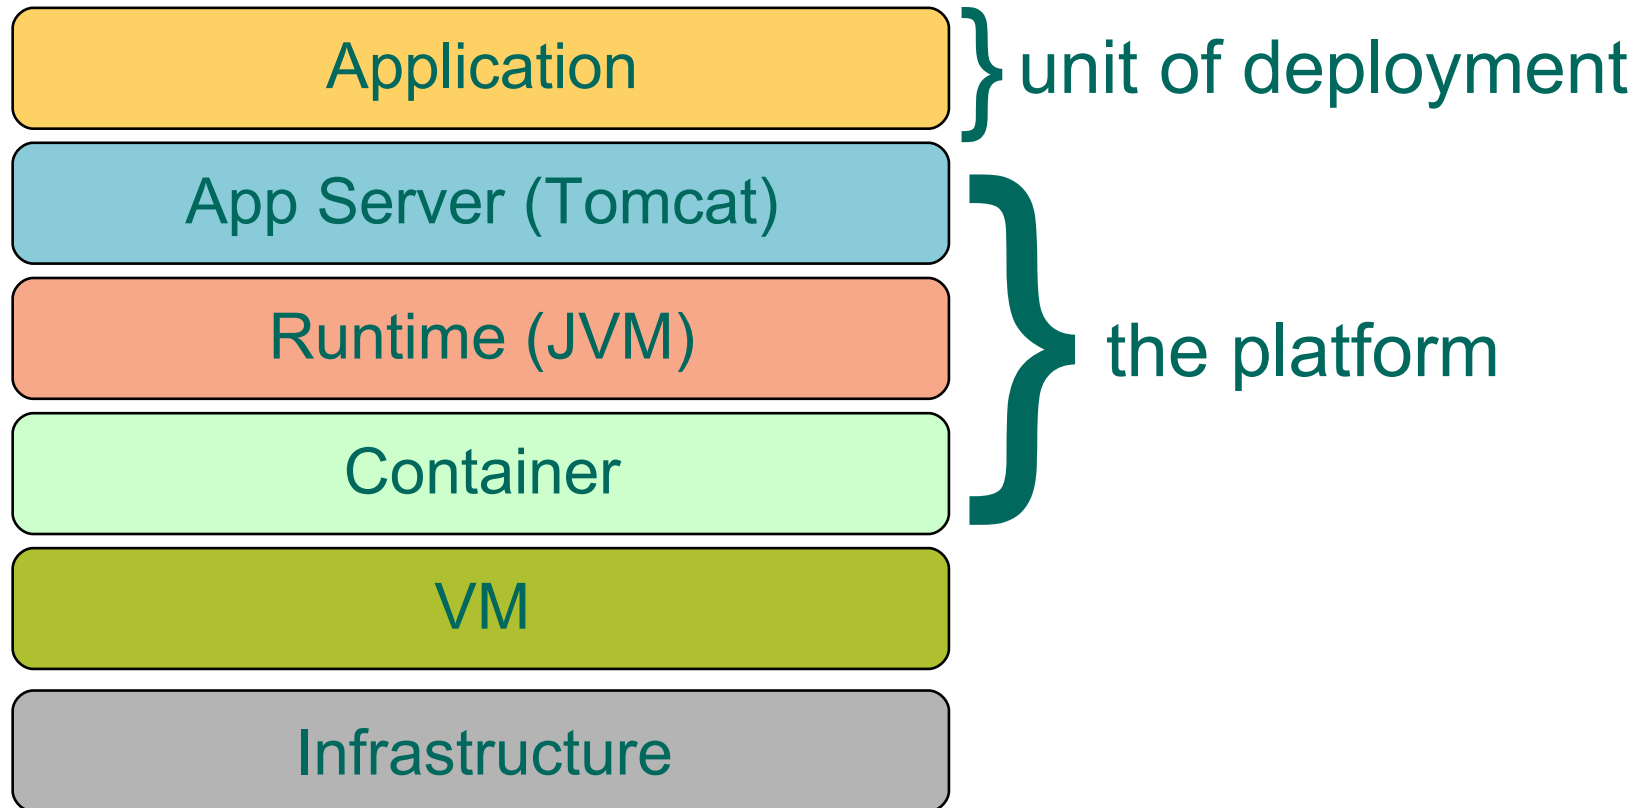 Application
unit of deployment
App Server (Tomcat)
Runtime (JVM)
the platform
Container
VM
Infrastructure